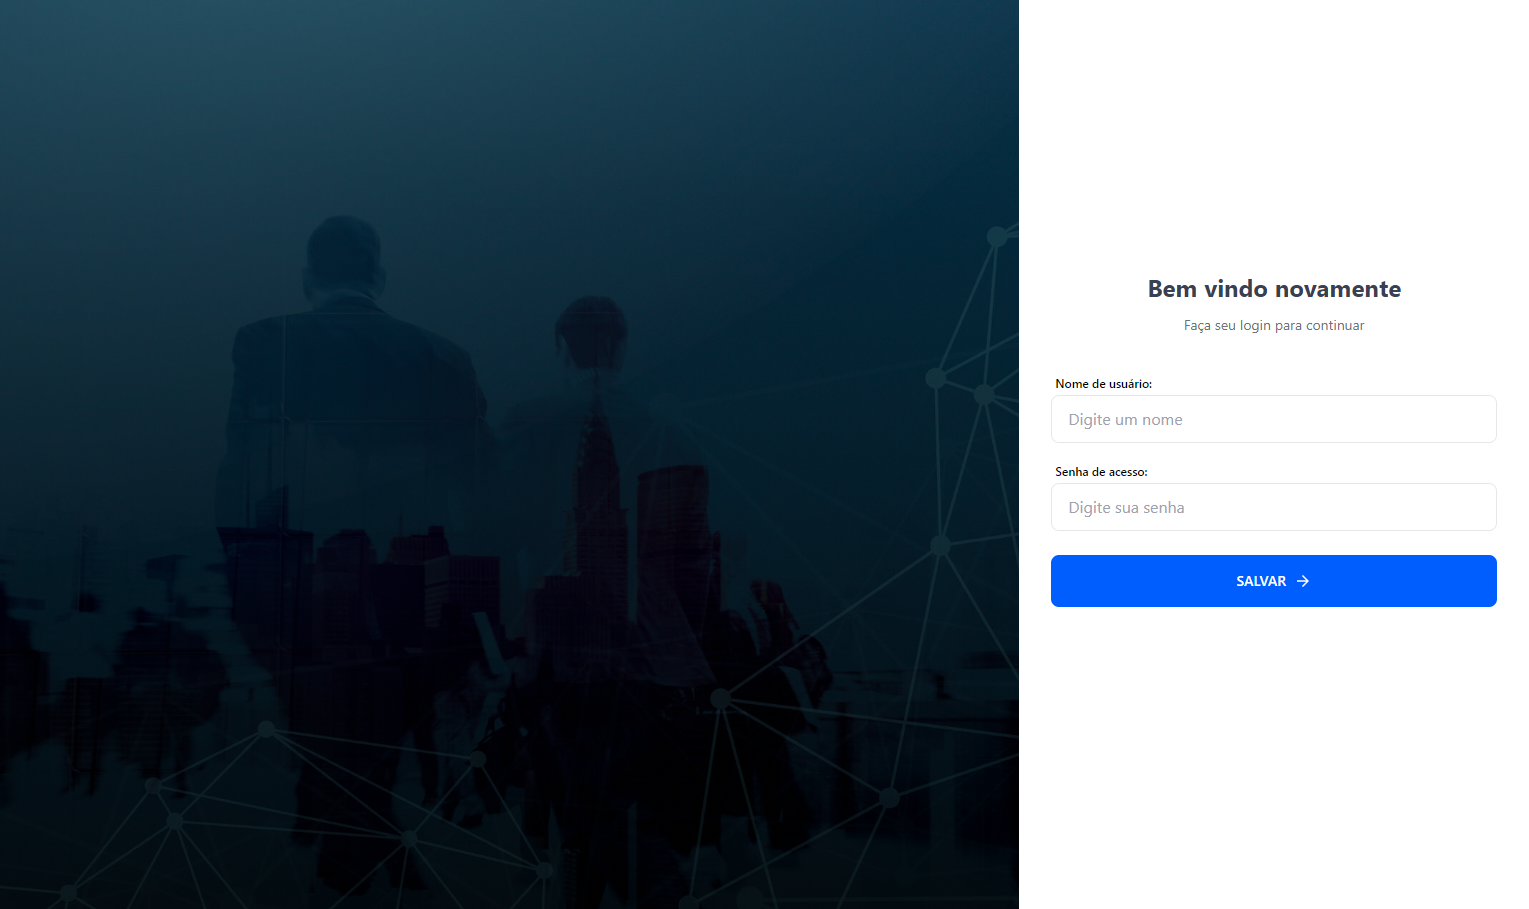 Bem vindo novamente
Faça seu login para continuar
Nome de usuário:
Digite um nome
Senha de acesso:
Digite sua senha
SALVAR